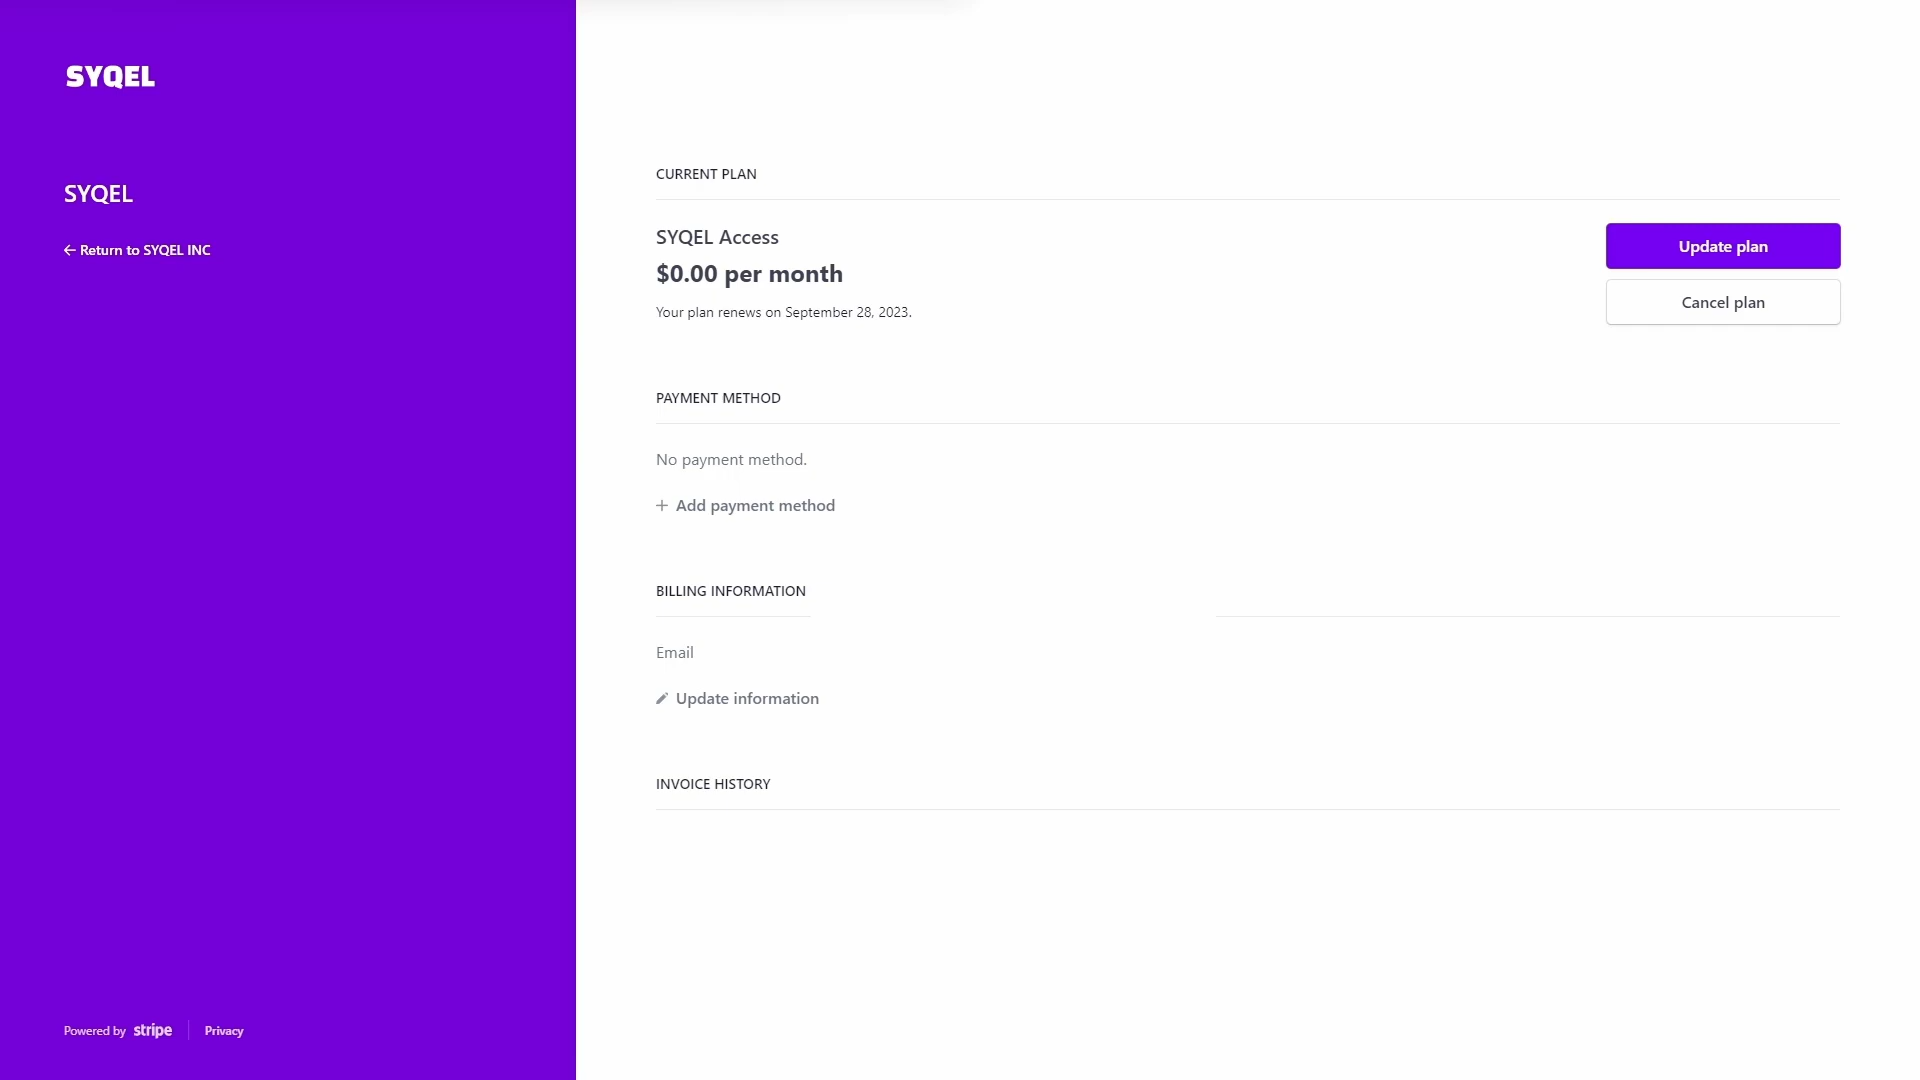 SYQEL
SYQEL
Return to SYQEL INC
Powered by stripe
Privacy
CURRENT PLAN
SYQEL Access
$0.00 per month
Your plan renews on September 28, 2023.
Update plan
Cancel plan
PAYMENT METHOD
No payment method.
Add payment method
BILLING INFORMATION
Email
Update information
INVOICE HISTORY